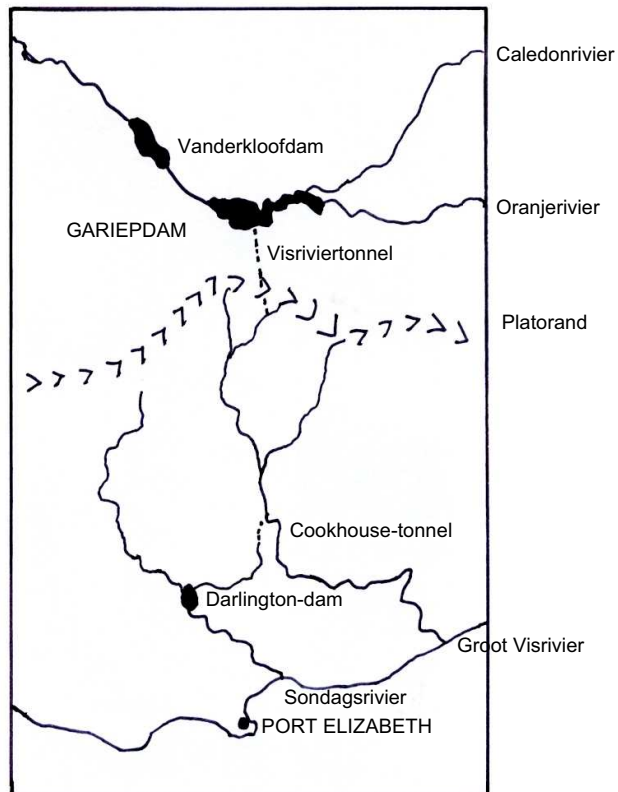 Caledonrivier
Vanderkloofdam
Oranjerivier
GARIEPDAM
Visriviertonnel
Platorand
Cookhouse-tonnel
Darlington-dam
Groot Visrivier
Sondagsrivier
PORT ELIZABETH